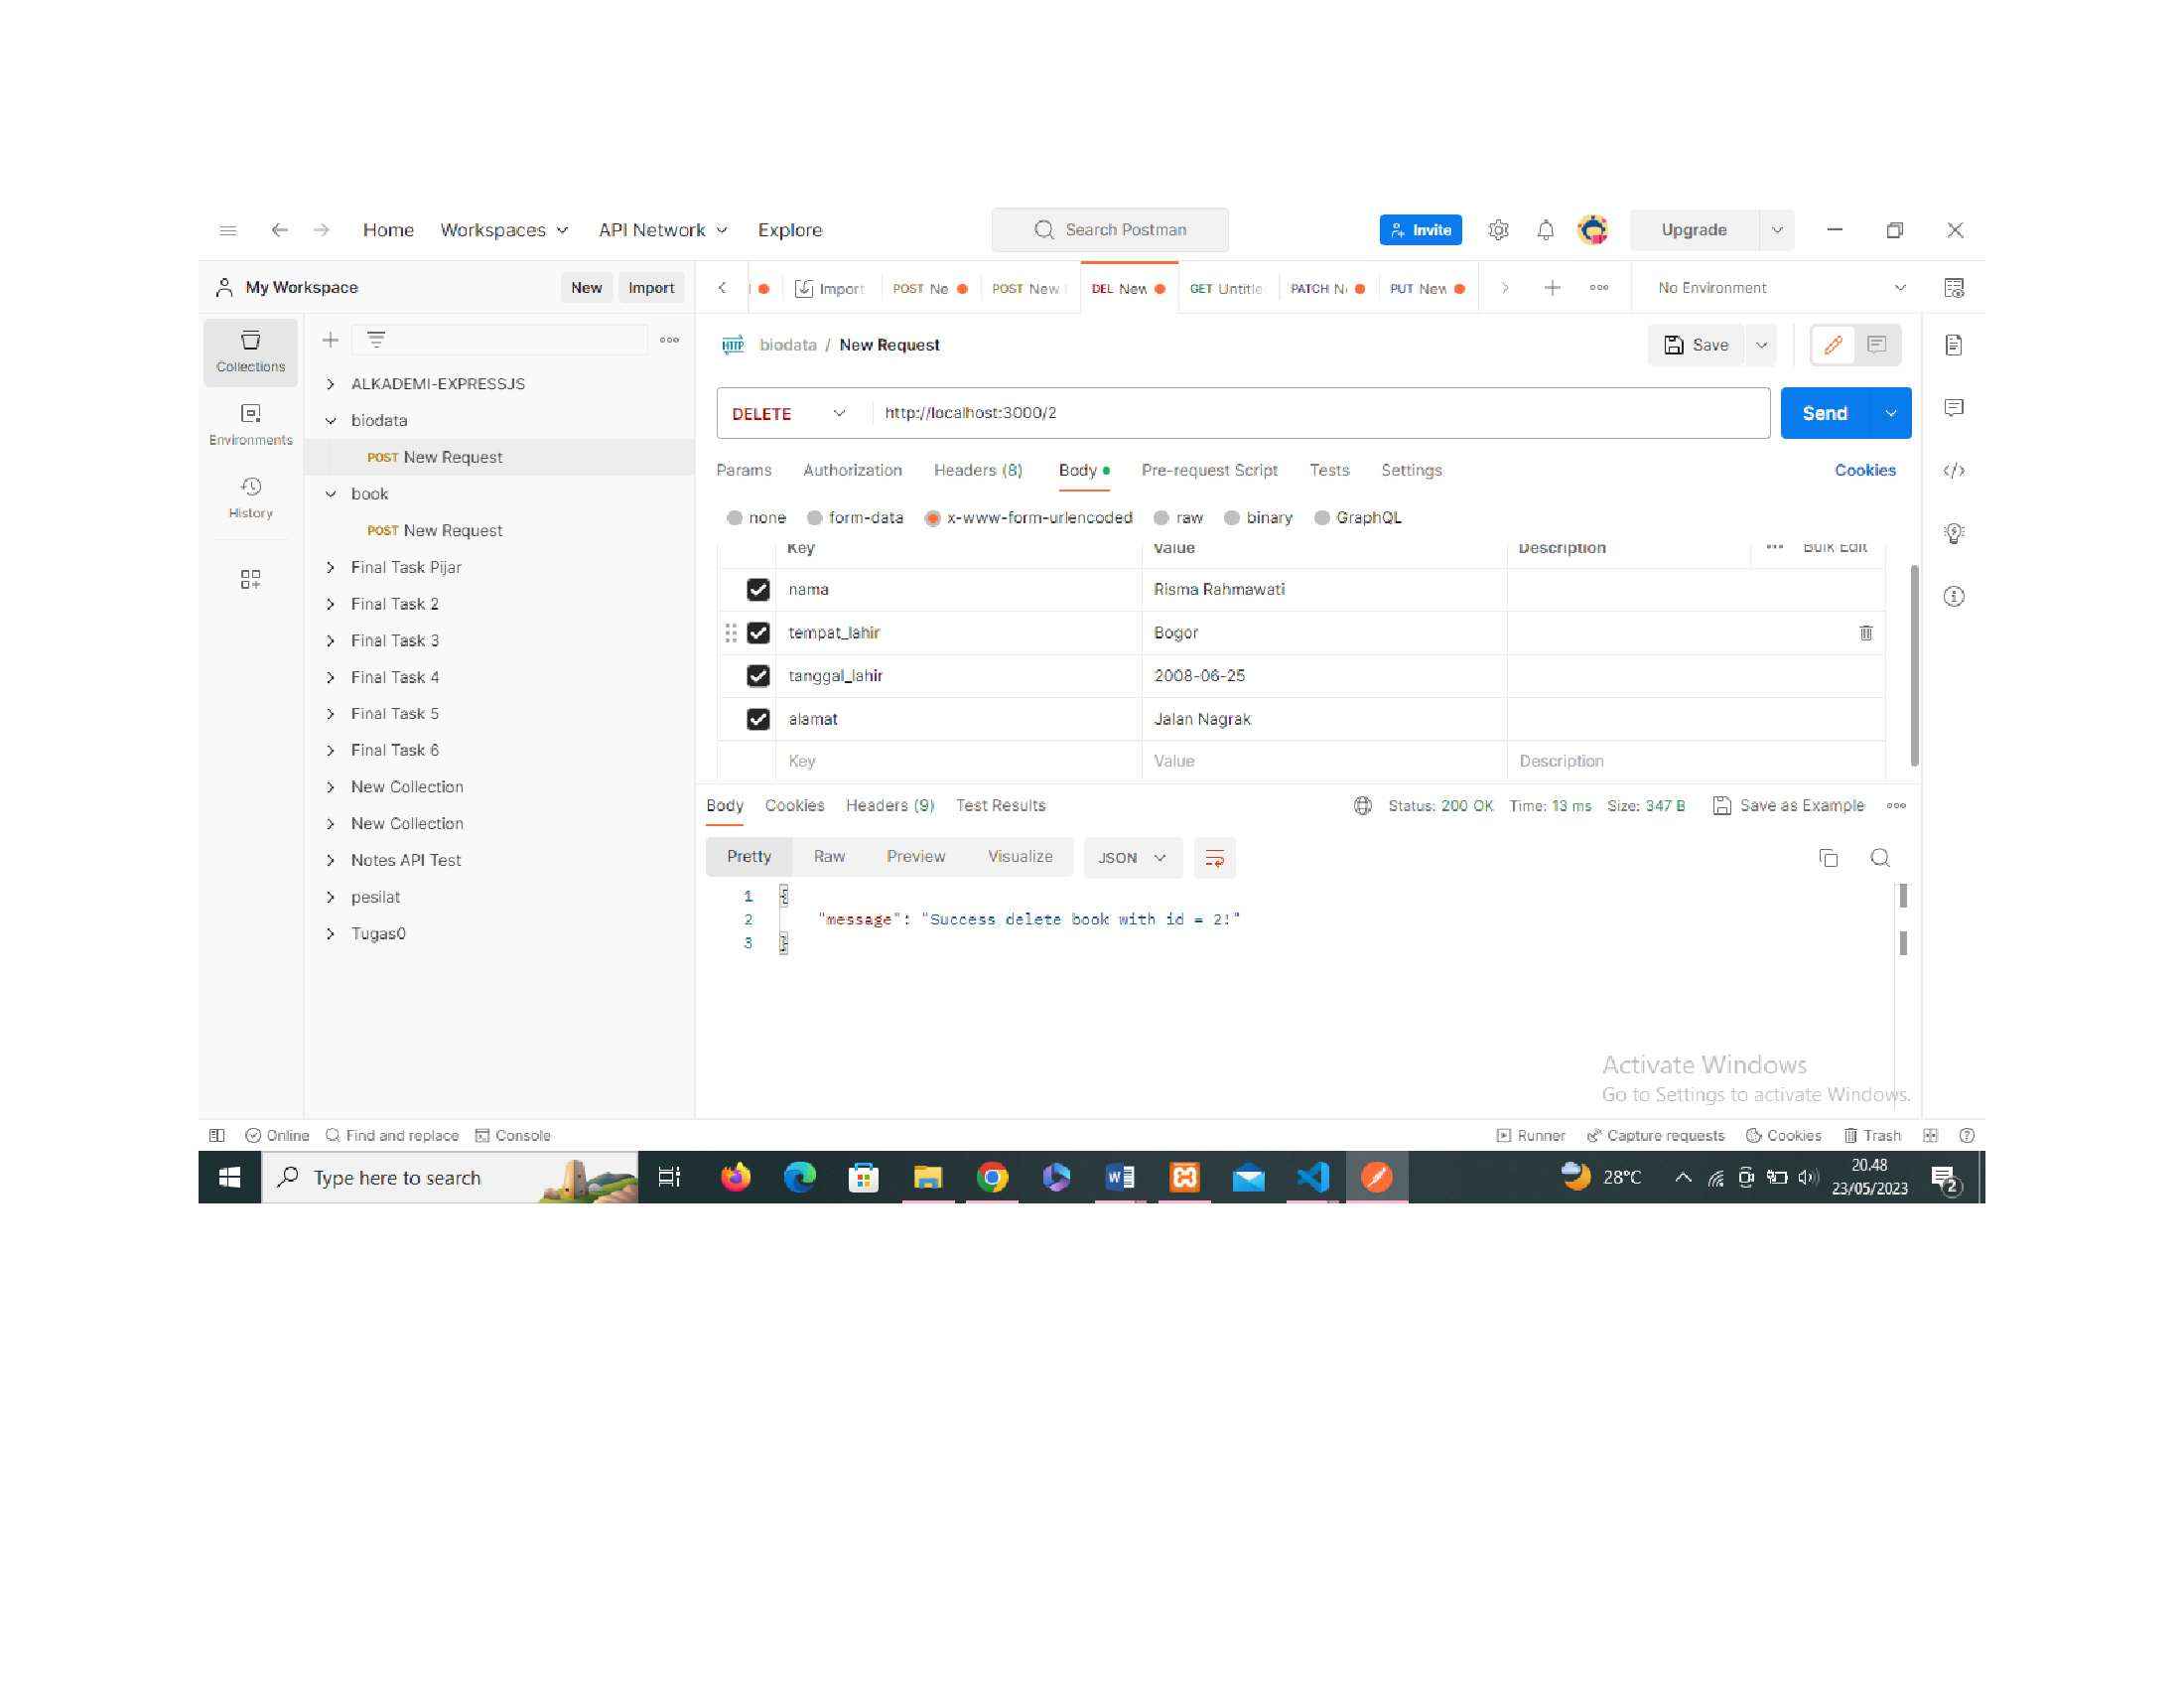 Home Workspaces API Network Explore
Search Postman
Invite
Upgrade
My Workspace
New Import
Import
POST Ne
POST New
DEL New
GET Untitle
PATCH
PUT New
No Environment
Collections
Environments
History
ALKADEMI-EXPRESSJS
biodata
POST New Request
book
POST New Request
Final Task Pijar
Final Task 2
Final Task 3
Final Task 4
Final Task 5
Final Task 6
New Collection
New Collection
Notes API Test
pesilat
Tugas0
HTTP biodata / New Request
Save
DELETE http://localhost:3000/2
Send
Params Authorization Headers (8) Body Pre-request Script Tests Settings Cookies
none form-data x-www-form-urlencoded raw binary GraphQL
Key Value Description Bulk Edit
nama Risma Rahmawati
tempat_lahir Bogor
tanggal_lahir 2008-06-25
alamat Jalan Nagrak
Key Value Description
Body Cookies Headers (9) Test Results Status: 200 OK Time: 13 ms Size: 347 B Save as Example
Pretty Raw Preview Visualize JSON
1 {
2 "message": "Success delete book with id = 2!"
3 }
Activate Windows
Go to Settings to activate Windows.
Online Find and replace Console Runner Capture requests Cookies Trash
Type here to search
28°C
20.48
23/05/2023
2